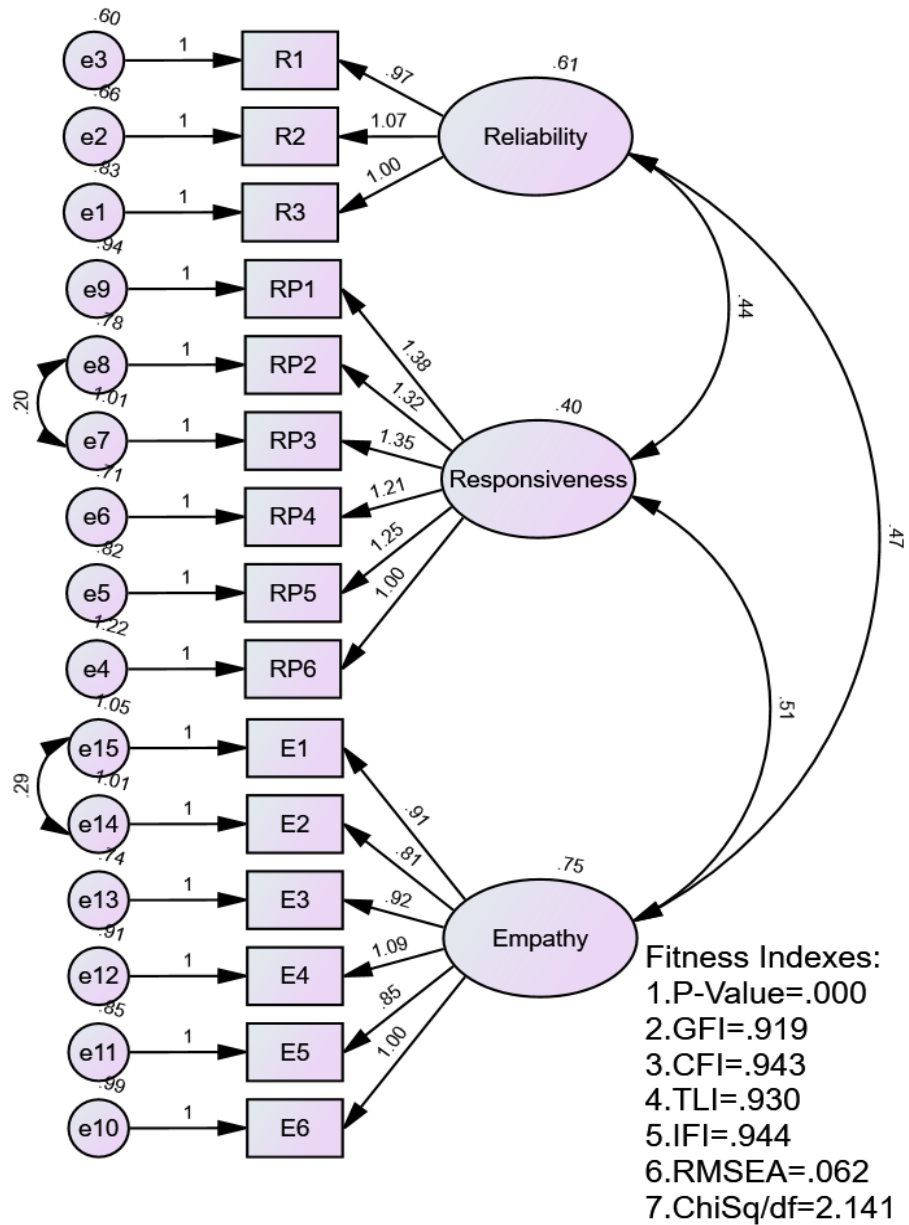 .60
e3 1 R1 .97 .61
.66
e2 1 R2 1.07 Reliability
.83
e1 1 R3 1.00
.94
e9 1 RP1 1.38 .44
.78
e8 1 RP2 1.32 .40
.20 1.01
e7 1 RP3 1.35 Responsiveness
.71
e6 1 RP4 1.21
.82
e5 1 RP5 1.25 .47
1.22
e4 1 RP6 1.00
1.05
e15 1 E1 .91 .51
.29 1.01
e14 1 E2 .81 .75
.74
e13 1 E3 .92 Empathy
.91
e12 1 E4 1.09
.85
e11 1 E5 .85
.99
e10 1 E6 1.00
Fitness Indexes:
1.P-Value=.000
2.GFI=.919
3.CFI=.943
4.TLI=.930
5.IFI=.944
6.RMSEA=.062
7.ChiSq/df=2.141